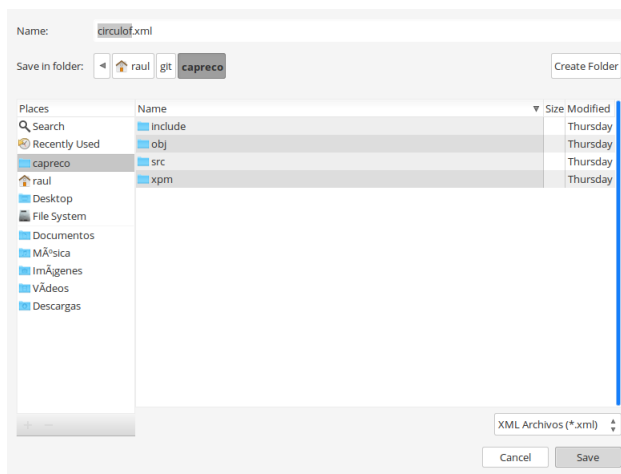 Name: circulof.xml
Save in folder: raul git capreco Create Folder
Places Name Size Modified
Search include Thursday
Recently Used obj Thursday
capreco src Thursday
raul xpm Thursday
Desktop
File System
Documentos
MÃºsica
ImÃ¡genes
VÃdeos
Descargas
XML Archivos (*.xml)
Cancel Save